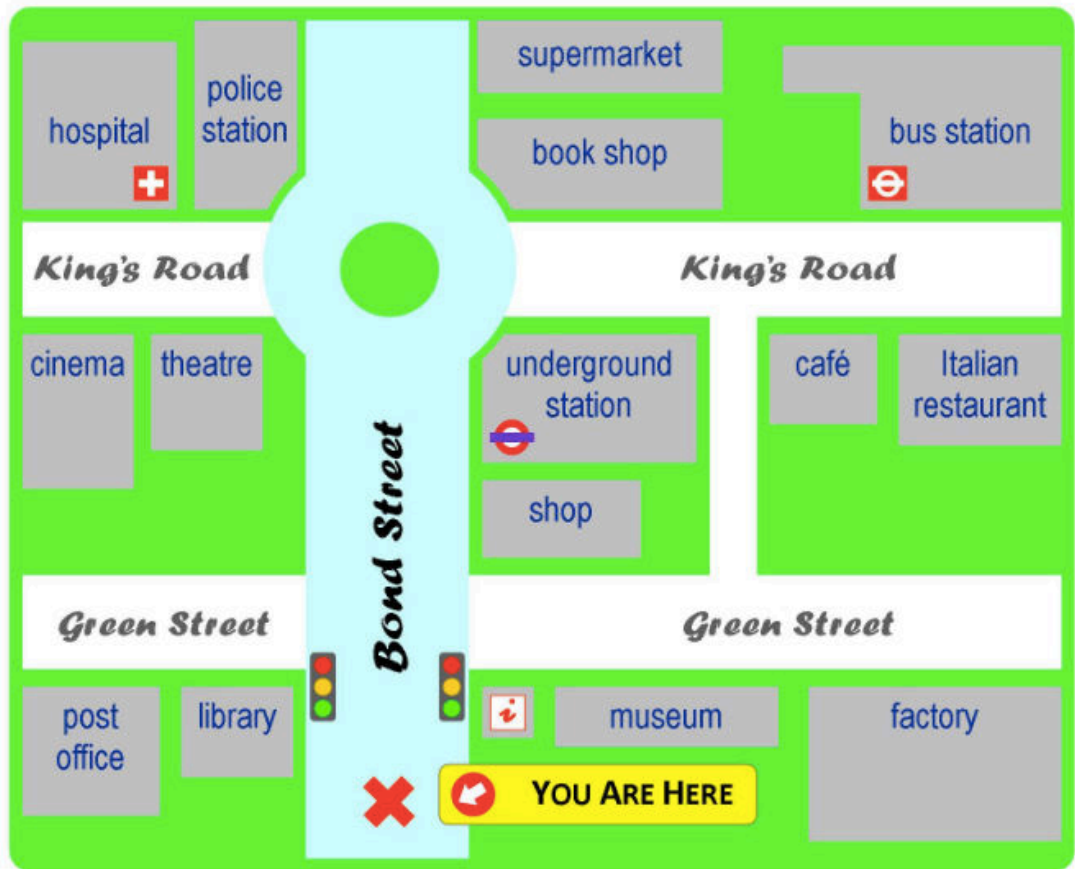 supermarket
police
station
hospital
book shop
bus station
King's Road
King's Road
cinema
theatre
underground
station
café
Italian
restaurant
shop
Bond Street
Green Street
Green Street
post
office
library
i
museum
factory
YOU ARE HERE